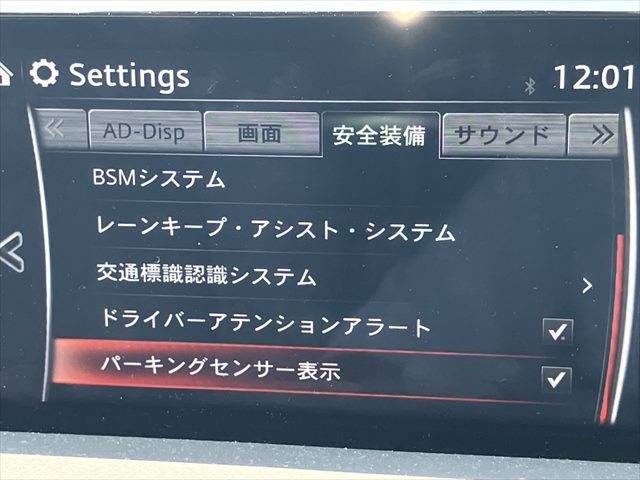 Settings
12:01
AD-Disp 画面 安全装備 サウンド
BSMシステム
レーンキープ・アシスト・システム
交通標識認識システム
ドライバーアテンションアラート
パーキングセンサー表示